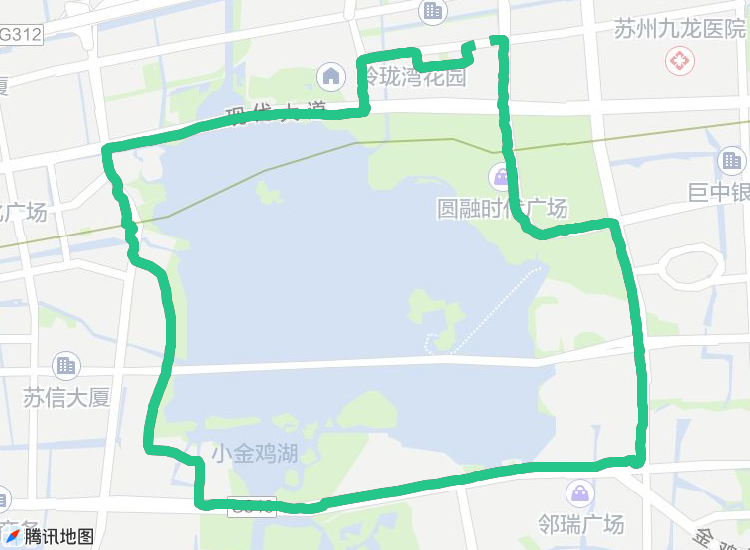 G312
苏州九龙医院
玲珑湾花园
现代大道
巨中银
圆融时代广场
广场
苏信大厦
小金鸡湖
邻瑞广场
腾讯地图
金鸡